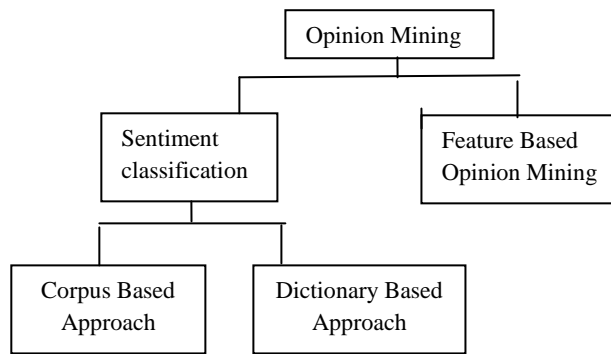 Opinion Mining
Sentiment
classification
Feature Based
Opinion Mining
Corpus Based
Approach
Dictionary Based
Approach